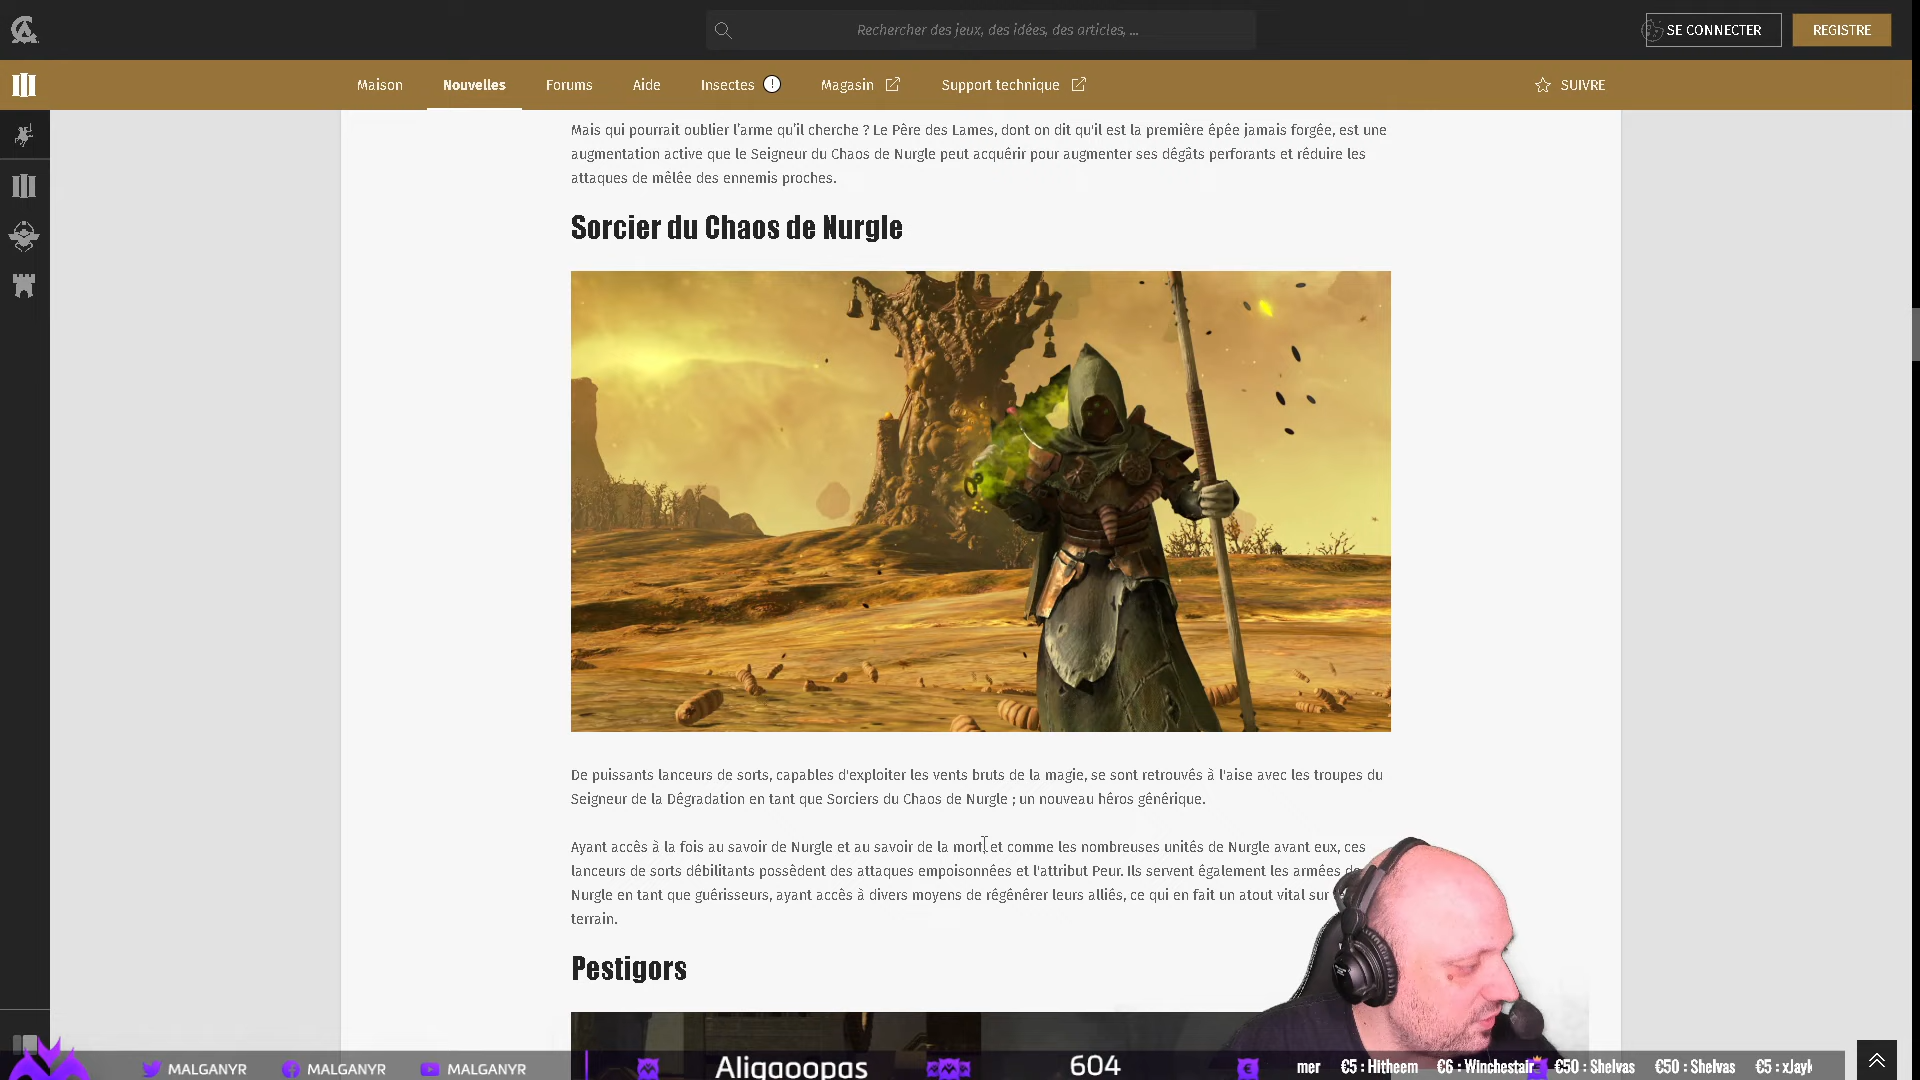 Rechercher des jeux, des idées, des articles, ...
SE CONNECTER
REGISTRE
Maison
Nouvelles
Forums
Aide
Insectes !
Magasin
Support technique
SUIVRE
Mais qui pourrait oublier l'arme qu'il cherche ? Le Père des Lames, dont on dit qu'il est la première épée jamais forgée, est une
augmentation active que le Seigneur du Chaos de Nurgle peut acquérir pour augmenter ses dégâts perforants et réduire les
attaques de mêlée des ennemis proches.
Sorcier du Chaos de Nurgle
De puissants lanceurs de sorts, capables d'exploiter les vents bruts de la magie, se sont retrouvés à l'aise avec les troupes du
Seigneur de la Dégradation en tant que Sorciers du Chaos de Nurgle ; un nouveau héros générique.
Ayant accès à la fois au savoir de Nurgle et au savoir de la mort et comme les nombreuses unités de Nurgle avant eux, ces
lanceurs de sorts débilitants possèdent des attaques empoisonnées et l'attribut Peur. Ils servent également les armées de
Nurgle en tant que guérisseurs, ayant accès à divers moyens de régénérer leurs alliés, ce qui en fait un atout vital sur
terrain.
Pestigors
MALGANYR
MALGANYR
MALGANYR
Aligaoopas
604
mer €5 : Hitheem €6 : Winchestair €50 : Shelvas €50 : Shelvas €5 : xJayk